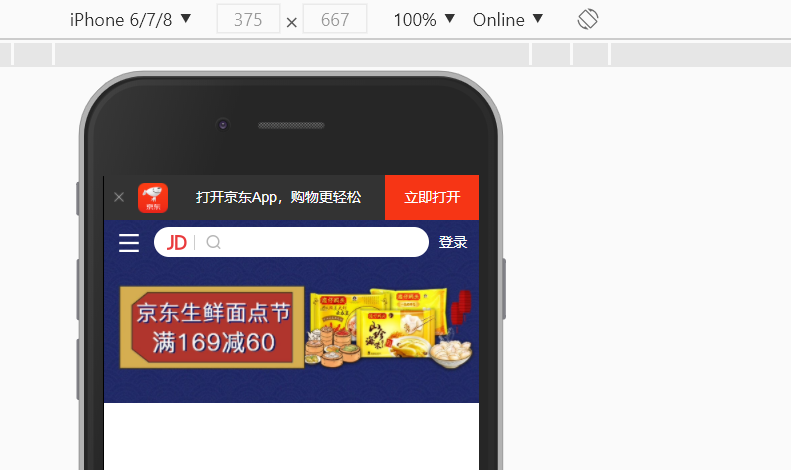 iPhone 6/7/8 ▼ 375 × 667 100% ▼ Online ▼
× 京东 打开京东App，购物更轻松 立即打开
JD 登录
京东生鲜面点节
满169减60